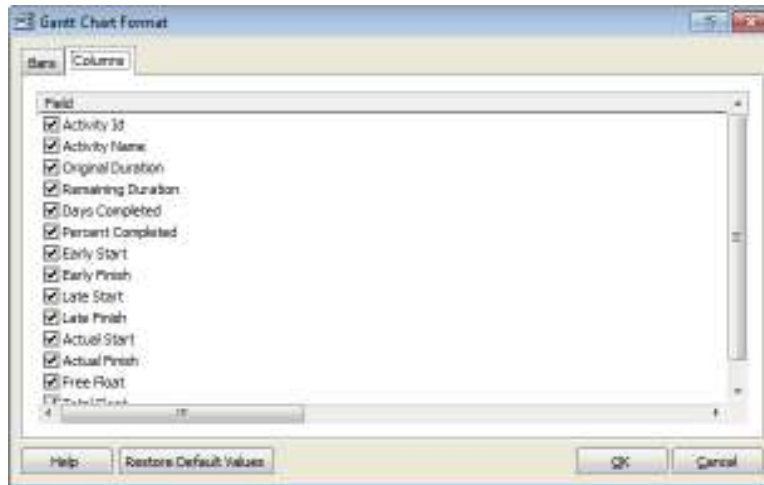 Gantt Chart Format
Bars Columns
Field
Activity Id
Activity Name
Original Duration
Remaining Duration
Days Completed
Percent Completed
Early Start
Early Finish
Late Start
Late Finish
Actual Start
Actual Finish
Free Float
Total Float
Help Restore Default Values OK Cancel